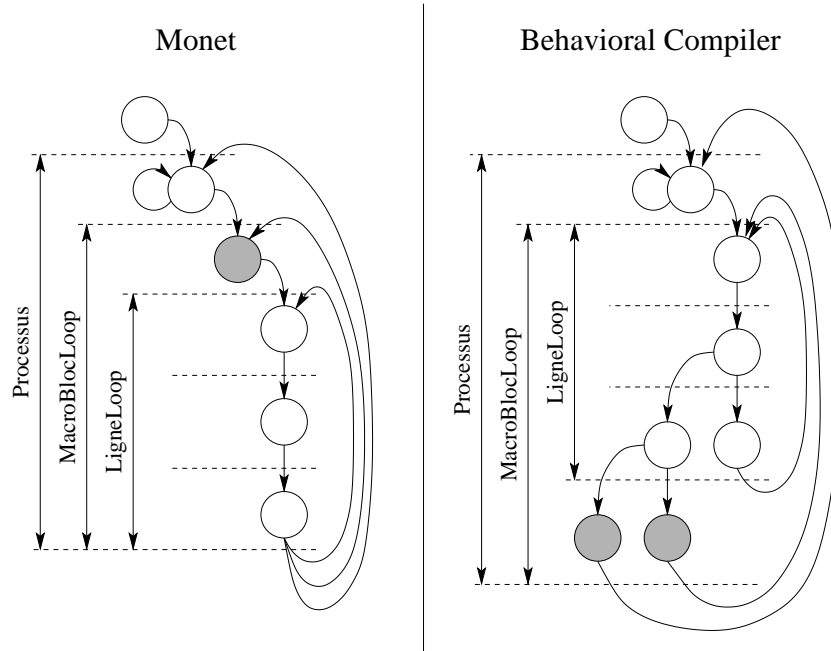 Monet
Behavioral Compiler
Processus
MacroBlocLoop
LigneLoop
Processus
MacroBlocLoop
LigneLoop